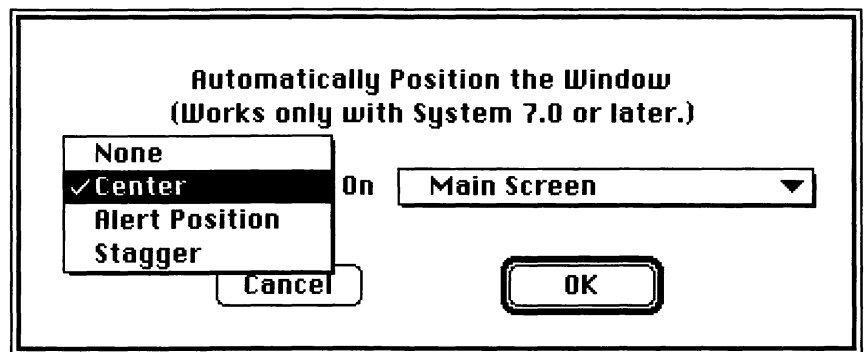 Automatically Position the Window
(Works only with System 7.0 or later.)
None
✓Center
Alert Position
Stagger
On
Main Screen
Cancel
OK